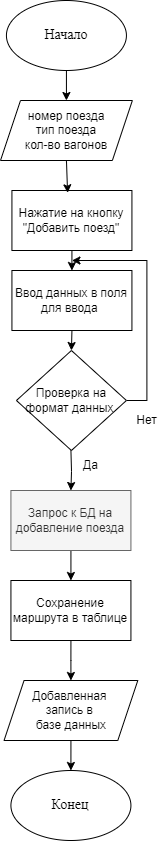 Начало
номер поезда
тип поезда
кол-во вагонов
Нажатие на кнопку
"Добавить поезд"
Ввод данных в поля
для ввода
Проверка на
формат данных
Нет
Да
Запрос к БД на
добавление поезда
Сохранение
маршрута в таблице
Добавленная
запись в
базе данных
Конец